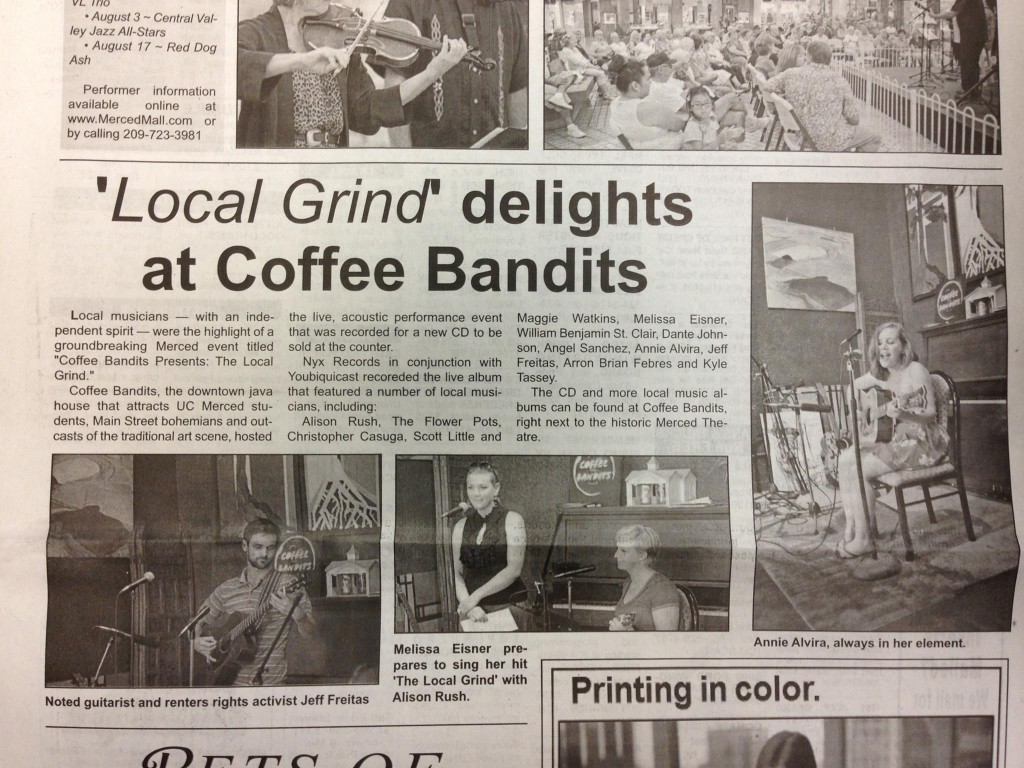 VL Trio
• August 3 ~ Central Val-
ley Jazz All-Stars
• August 17 ~ Red Dog
Ash
Performer information
available online at
www.MercedMall.com or
by calling 209-723-3981
'Local Grind' delights
at Coffee Bandits
Local musicians — with an inde-
pendent spirit — were the highlight of a
groundbreaking Merced event titled
"Coffee Bandits Presents: The Local
Grind."
Coffee Bandits, the downtown java
house that attracts UC Merced stu-
dents, Main Street bohemians and out-
casts of the traditional art scene, hosted
the live, acoustic performance event
that was recorded for a new CD to be
sold at the counter.
Nyx Records in conjunction with
Youbiquicast recoreded the live album
that featured a number of local musi-
cians, including:
Alison Rush, The Flower Pots,
Christopher Casuga, Scott Little and
Maggie Watkins, Melissa Eisner,
William Benjamin St. Clair, Dante John-
son, Angel Sanchez, Annie Alvira, Jeff
Freitas, Arron Brian Febres and Kyle
Tassey.
The CD and more local music al-
bums can be found at Coffee Bandits,
right next to the historic Merced The-
atre.
COFFEE
BANDITS
COFFEE
BANDITS!
Noted guitarist and renters rights activist Jeff Freitas
Melissa Eisner pre-
pares to sing her hit
'The Local Grind' with
Alison Rush.
Annie Alvira, always in her element.
Printing in color.
PETS OF